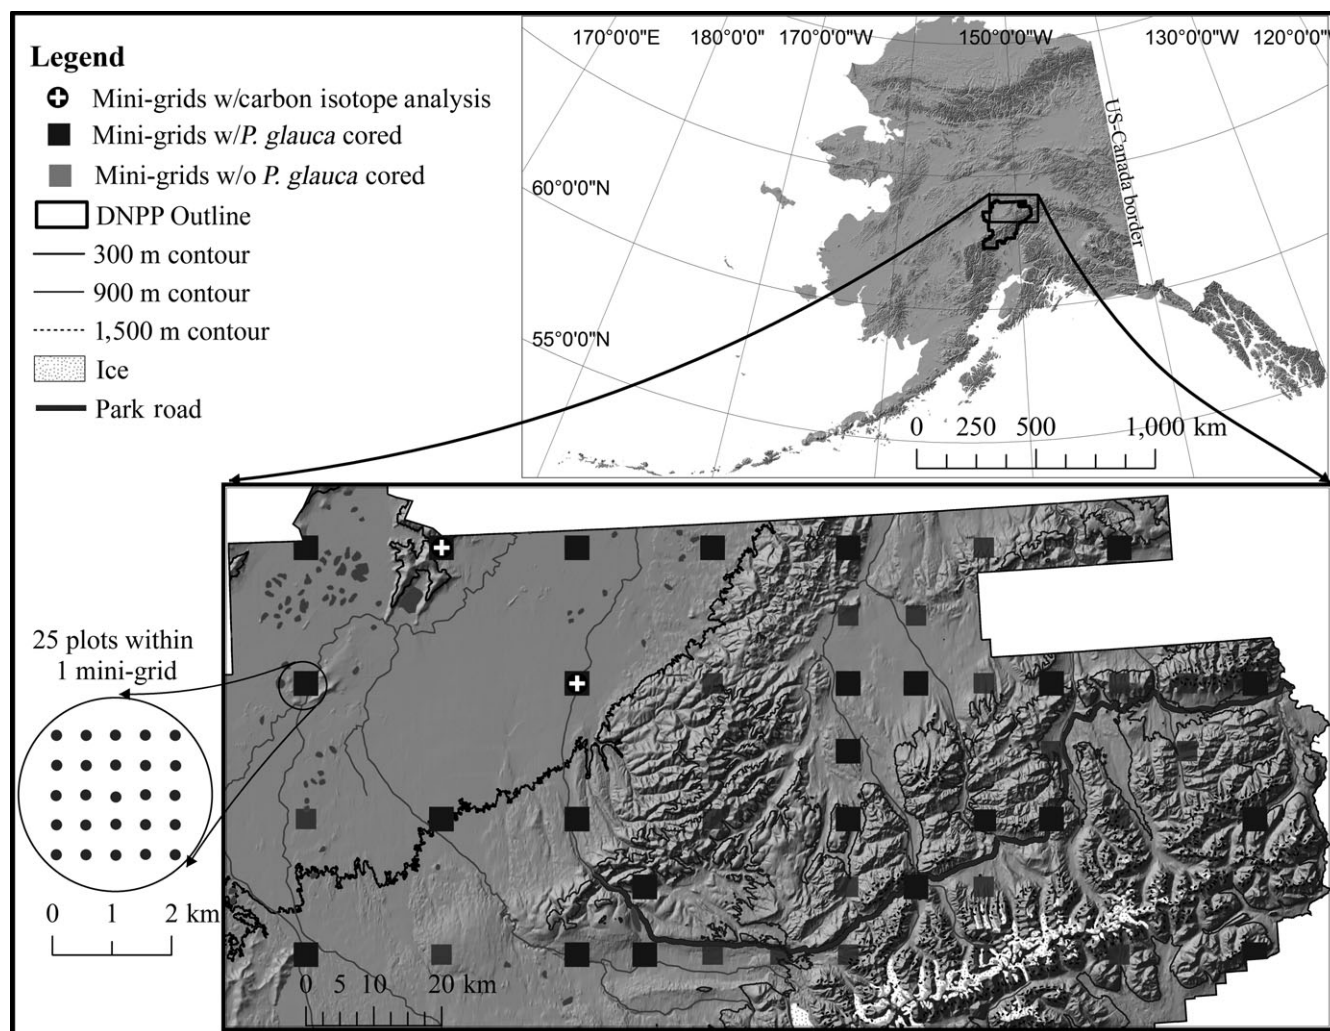 Legend
Mini-grids w/carbon isotope analysis
Mini-grids w/P. glauca cored
Mini-grids w/o P. glauca cored
DNPP Outline
300 m contour
900 m contour
1,500 m contour
Ice
Park road
170°0'0"E 180°0'0" 170°0'0"W 150°0'0"W 130°0'0"W 120°0'0"W
60°0'0"N
55°0'0"N
US-Canada border
0 250 500 1,000 km
25 plots within
1 mini-grid
0 1 2 km
0 5 10 20 km